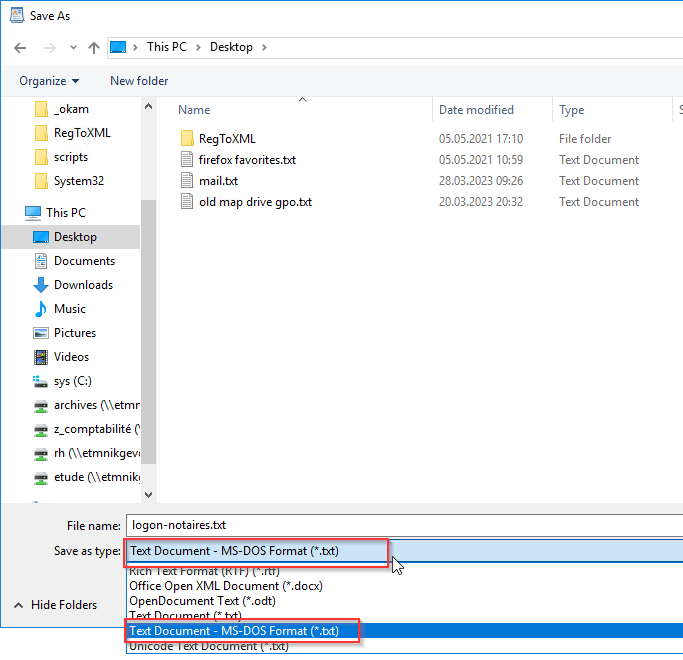 Save As
This PC > Desktop >
Organize
New folder
_okam
RegToXML
scripts
System32
This PC
Desktop
Documents
Downloads
Music
Pictures
Videos
sys (C:)
archives (\\etmn
z_comptabilité (\
rh (\\etmnikgev
etude (\\etmnikg
Name Date modified Type
RegToXML 05.05.2021 17:10 File folder
firefox favorites.txt 05.05.2021 10:59 Text Document
mail.txt 28.03.2023 09:26 Text Document
old map drive gpo.txt 20.03.2023 20:32 Text Document
File name: logon-notaires.txt
Save as type: Text Document - MS-DOS Format (*.txt)
Rich Text Format (RTF) (*.rtf)
Office Open XML Document (*.docx)
OpenDocument Text (*.odt)
Text Document (*.txt)
Text Document - MS-DOS Format (*.txt)
Unicode Text Document (*.txt)
Hide Folders